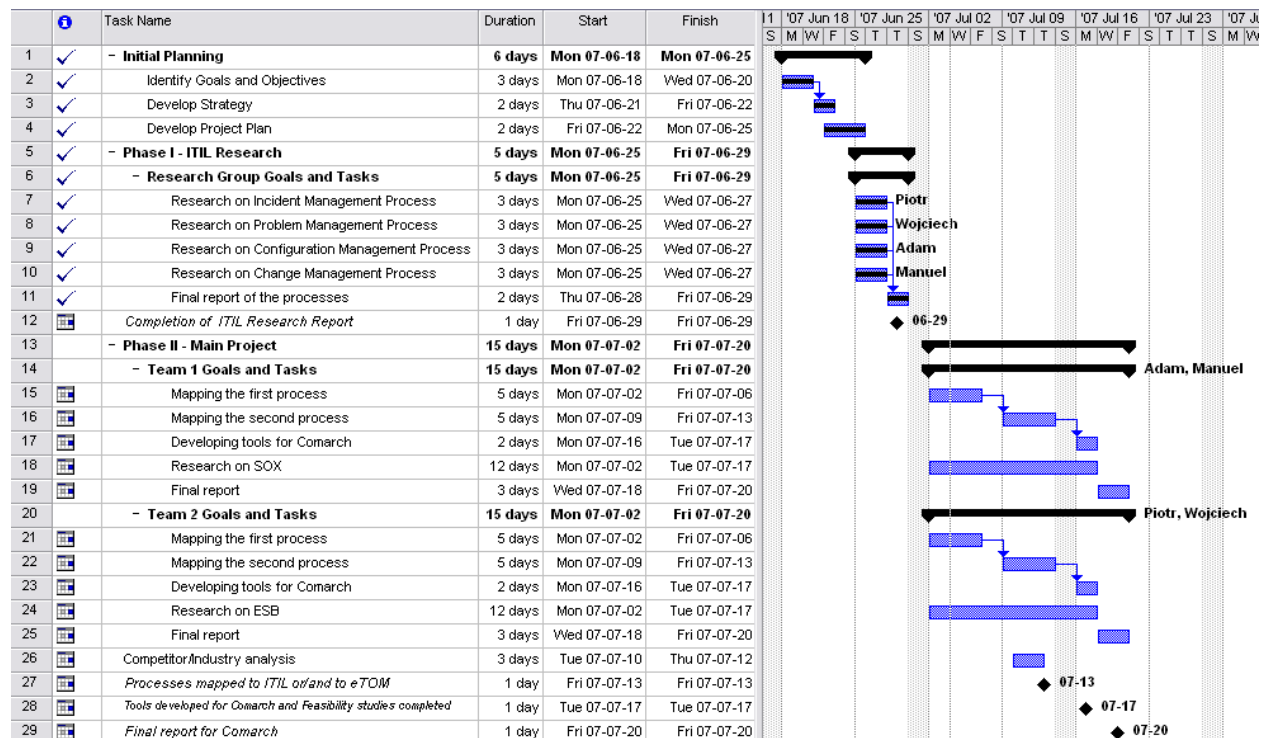 Task Name Duration Start Finish 11 '07 Jun 18 '07 Jun 25 '07 Jul 02 '07 Jul 09 '07 Jul 16 '07 Jul 23 '07 Ju
S M W F S T T S M W F S T T S M W F S T T S M W
1 − Initial Planning 6 days Mon 07-06-18 Mon 07-06-25
2 Identify Goals and Objectives 3 days Mon 07-06-18 Wed 07-06-20
3 Develop Strategy 2 days Thu 07-06-21 Fri 07-06-22
4 Develop Project Plan 2 days Fri 07-06-22 Mon 07-06-25
5 − Phase I - ITIL Research 5 days Mon 07-06-25 Fri 07-06-29
6 − Research Group Goals and Tasks 5 days Mon 07-06-25 Fri 07-06-29
7 Research on Incident Management Process 3 days Mon 07-06-25 Wed 07-06-27 Piotr
8 Research on Problem Management Process 3 days Mon 07-06-25 Wed 07-06-27 Wojciech
9 Research on Configuration Management Process 3 days Mon 07-06-25 Wed 07-06-27 Adam
10 Research on Change Management Process 3 days Mon 07-06-25 Wed 07-06-27 Manuel
11 Final report of the processes 2 days Thu 07-06-28 Fri 07-06-29
12 Completion of ITIL Research Report 1 day Fri 07-06-29 Fri 07-06-29 06-29
13 − Phase II - Main Project 15 days Mon 07-07-02 Fri 07-07-20
14 − Team 1 Goals and Tasks 15 days Mon 07-07-02 Fri 07-07-20 Adam, Manuel
15 Mapping the first process 5 days Mon 07-07-02 Fri 07-07-06
16 Mapping the second process 5 days Mon 07-07-09 Fri 07-07-13
17 Developing tools for Comarch 2 days Mon 07-07-16 Tue 07-07-17
18 Research on SOX 12 days Mon 07-07-02 Tue 07-07-17
19 Final report 3 days Wed 07-07-18 Fri 07-07-20
20 − Team 2 Goals and Tasks 15 days Mon 07-07-02 Fri 07-07-20 Piotr, Wojciech
21 Mapping the first process 5 days Mon 07-07-02 Fri 07-07-06
22 Mapping the second process 5 days Mon 07-07-09 Fri 07-07-13
23 Developing tools for Comarch 2 days Mon 07-07-16 Tue 07-07-17
24 Research on ESB 12 days Mon 07-07-02 Tue 07-07-17
25 Final report 3 days Wed 07-07-18 Fri 07-07-20
26 Competitor/Industry analysis 3 days Tue 07-07-10 Thu 07-07-12
27 Processes mapped to ITIL or/and to eTOM 1 day Fri 07-07-13 Fri 07-07-13 07-13
28 Tools developed for Comarch and Feasibility studies completed 1 day Tue 07-07-17 Tue 07-07-17 07-17
29 Final report for Comarch 1 day Fri 07-07-20 Fri 07-07-20 07-20